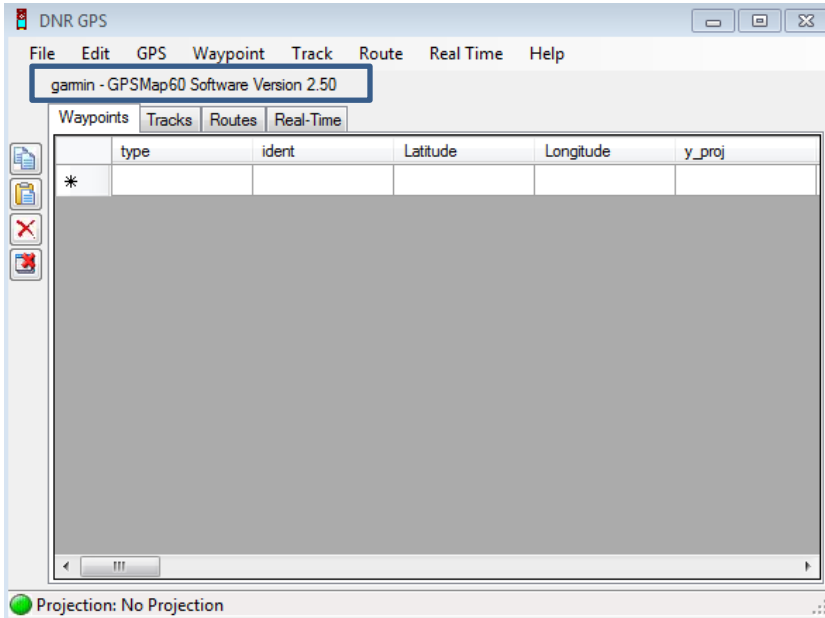 DNR GPS
File Edit GPS Waypoint Track Route Real Time Help
garmin - GPSMap60 Software Version 2.50
Waypoints Tracks Routes Real-Time
type ident Latitude Longitude y_proj
*
Projection: No Projection